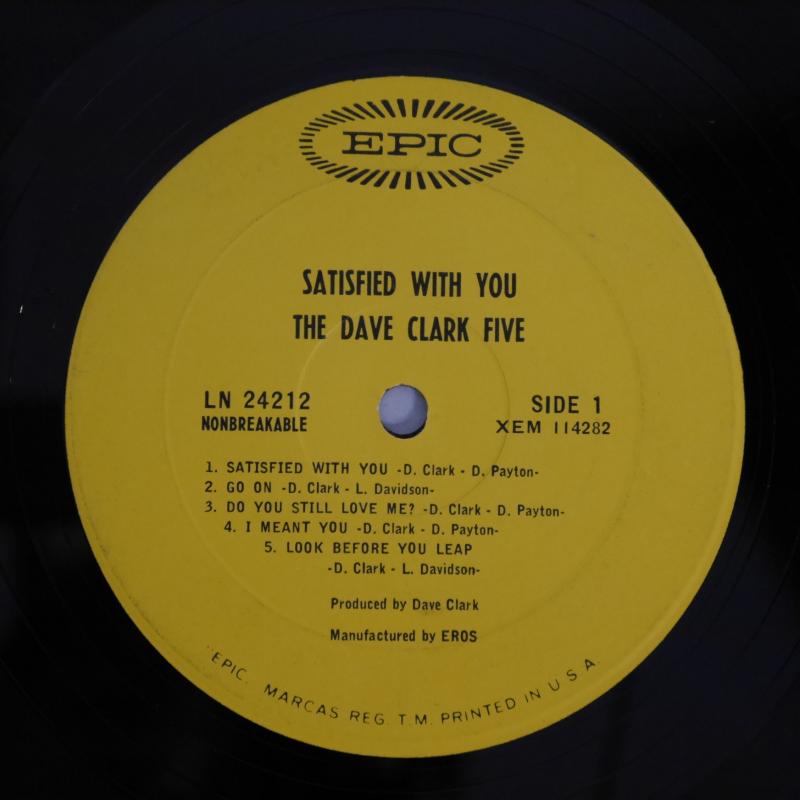 EPIC
SATISFIED WITH YOU
THE DAVE CLARK FIVE
LN 24212
NONBREAKABLE
SIDE 1
XEM 114282
1. SATISFIED WITH YOU -D. Clark - D. Payton-
2. GO ON -D. Clark - L. Davidson-
3. DO YOU STILL LOVE ME? -D. Clark - D. Payton-
4. I MEANT YOU -D. Clark - D. Payton-
5. LOOK BEFORE YOU LEAP
-D. Clark - L. Davidson-
Produced by Dave Clark
Manufactured by EROS
"EPIC. MARCAS REG. T.M. PRINTED IN U S A.